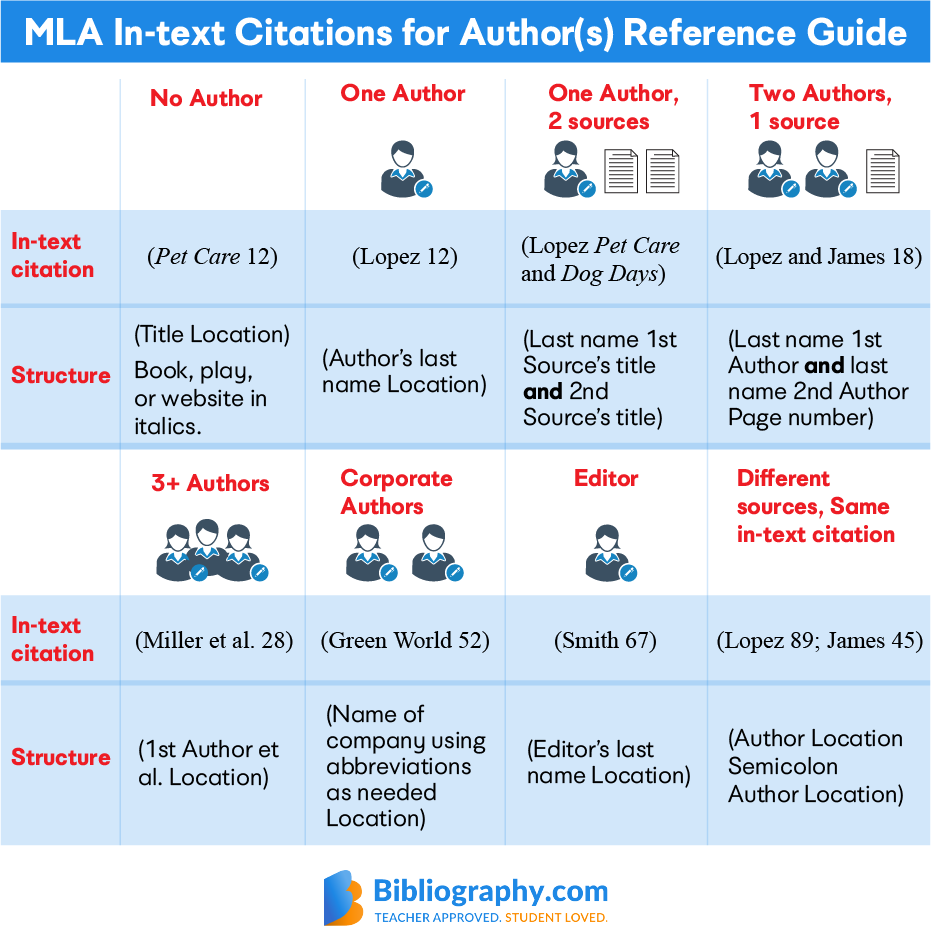 MLA In-text Citations for Author(s) Reference Guide
No Author
One Author
One Author,
2 sources
Two Authors,
1 source
In-text
citation
(Pet Care 12)
(Lopez 12)
(Lopez Pet Care
and Dog Days)
(Lopez and James 18)
Structure
(Title Location)
Book, play,
or website in
italics.
(Author's last
name Location)
(Last name 1st
Source's title
and 2nd
Source's title)
(Last name 1st
Author and last
name 2nd Author
Page number)
3+ Authors
Corporate
Authors
Editor
Different
sources, Same
in-text citation
In-text
citation
(Miller et al. 28)
(Green World 52)
(Smith 67)
(Lopez 89; James 45)
Structure
(1st Author et
al. Location)
(Name of
company using
abbreviations
as needed
Location)
(Editor's last
name Location)
(Author Location
Semicolon
Author Location)
Bibliography.com
TEACHER APPROVED. STUDENT LOVED.